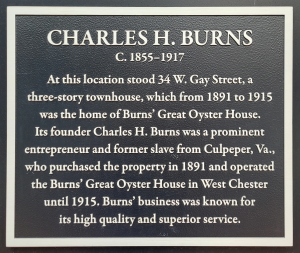 CHARLES H. BURNS
C. 1855–1917
At this location stood 34 W. Gay Street, a
three-story townhouse, which from 1891 to 1915
was the home of Burns' Great Oyster House.
Its founder Charles H. Burns was a prominent
entrepreneur and former slave from Culpeper, Va.,
who purchased the property in 1891 and operated
the Burns' Great Oyster House in West Chester
until 1915. Burns' business was known for
its high quality and superior service.